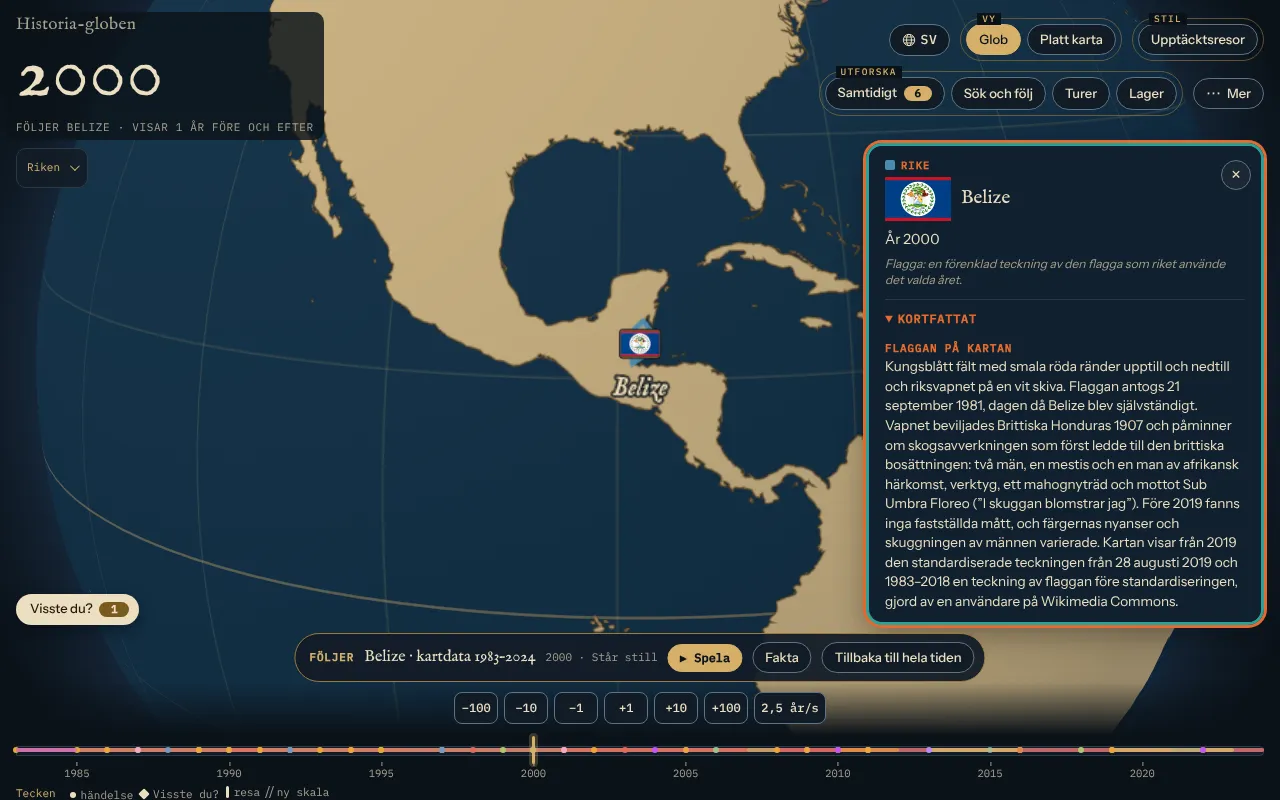 Historia-globen
2000
FÖLJER BELIZE · VISAR 1 ÅR FÖRE OCH EFTER
Riken
SV
VY
Glob
Platt karta
STIL
Upptäcktsresor
UTFORSKA
Samtidigt 6
Sök och följ
Turer
Lager
··· Mer
RIKE
×
Belize
År 2000
Flagga: en förenklad teckning av den flagga som riket använde
det valda året.
▼ KORTFATTAT
FLAGGAN PÅ KARTAN
Kungsblått fält med smala röda ränder upptill och nedtill
och riksvapnet på en vit skiva. Flaggan antogs 21
september 1981, dagen då Belize blev självständigt.
Vapnet beviljades Brittiska Honduras 1907 och påminner
om skogsavverkningen som först ledde till den brittiska
bosättningen: två män, en mestis och en man av afrikansk
härkomst, verktyg, ett mahognyträd och mottot Sub
Umbra Floreo (”I skuggan blomstrar jag”). Före 2019 fanns
inga fastställda mått, och färgernas nyanser och
skuggningen av männen varierade. Kartan visar från 2019
den standardiserade teckningen från 28 augusti 2019 och
1983–2018 en teckning av flaggan före standardiseringen,
gjord av en användare på Wikimedia Commons.
Belize
Visste du? 1
FÖLJER Belize · kartdata 1983–2024 2000 · Står still ▶ Spela Fakta Tillbaka till hela tiden
−100 −10 −1 +1 +10 +100 2,5 år/s
1985 1990 1995 2000 2005 2010 2015 2020
Tecken händelse Visste du? resa // ny skala